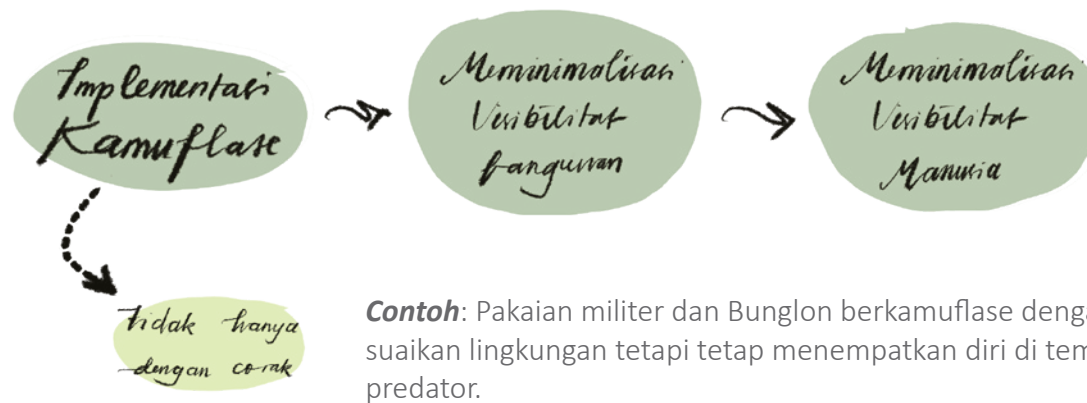 Implementasi
Kamuflase
Meminimalisasi
Visibilitas
bangunan
Meminimalisasi
Visibilitas
Manusia
tidak hanya
dengan corak
Contoh: Pakaian militer dan Bunglon berkamuflase denga
suaikan lingkungan tetapi tetap menempatkan diri di tem
predator.